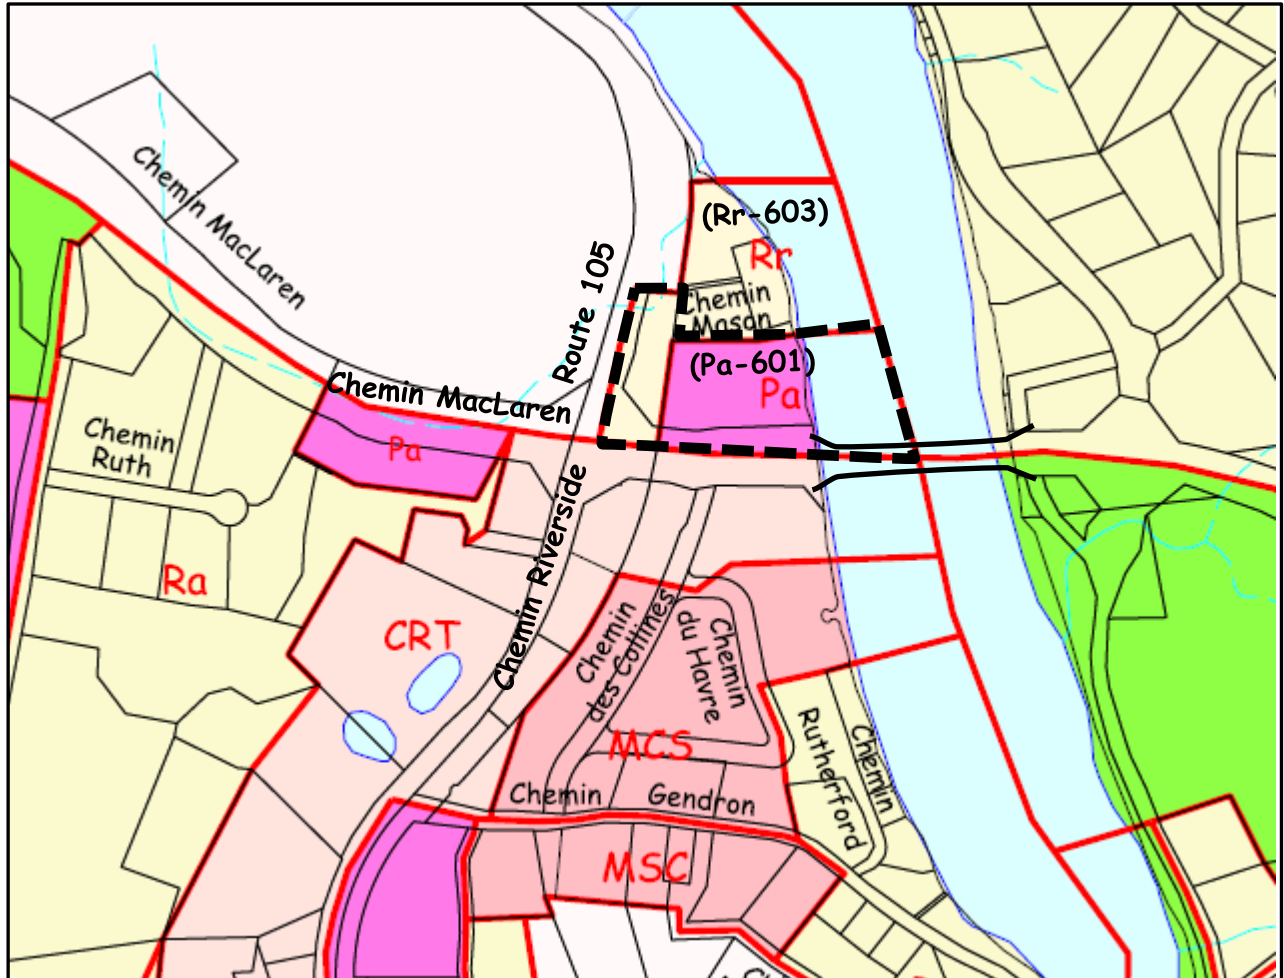 Chemin MacLaren
(Rr-603)
Rr
Route 105
Chemin
Mason
(Pa-601)
Pa
Chemin MacLaren
Chemin
Ruth
Pa
Chemin Riverside
Ra
CRT
Chemin
des Collines
Chemin
du Havre
MCS
Chemin
Rutherford
Chemin Gendron
MSC